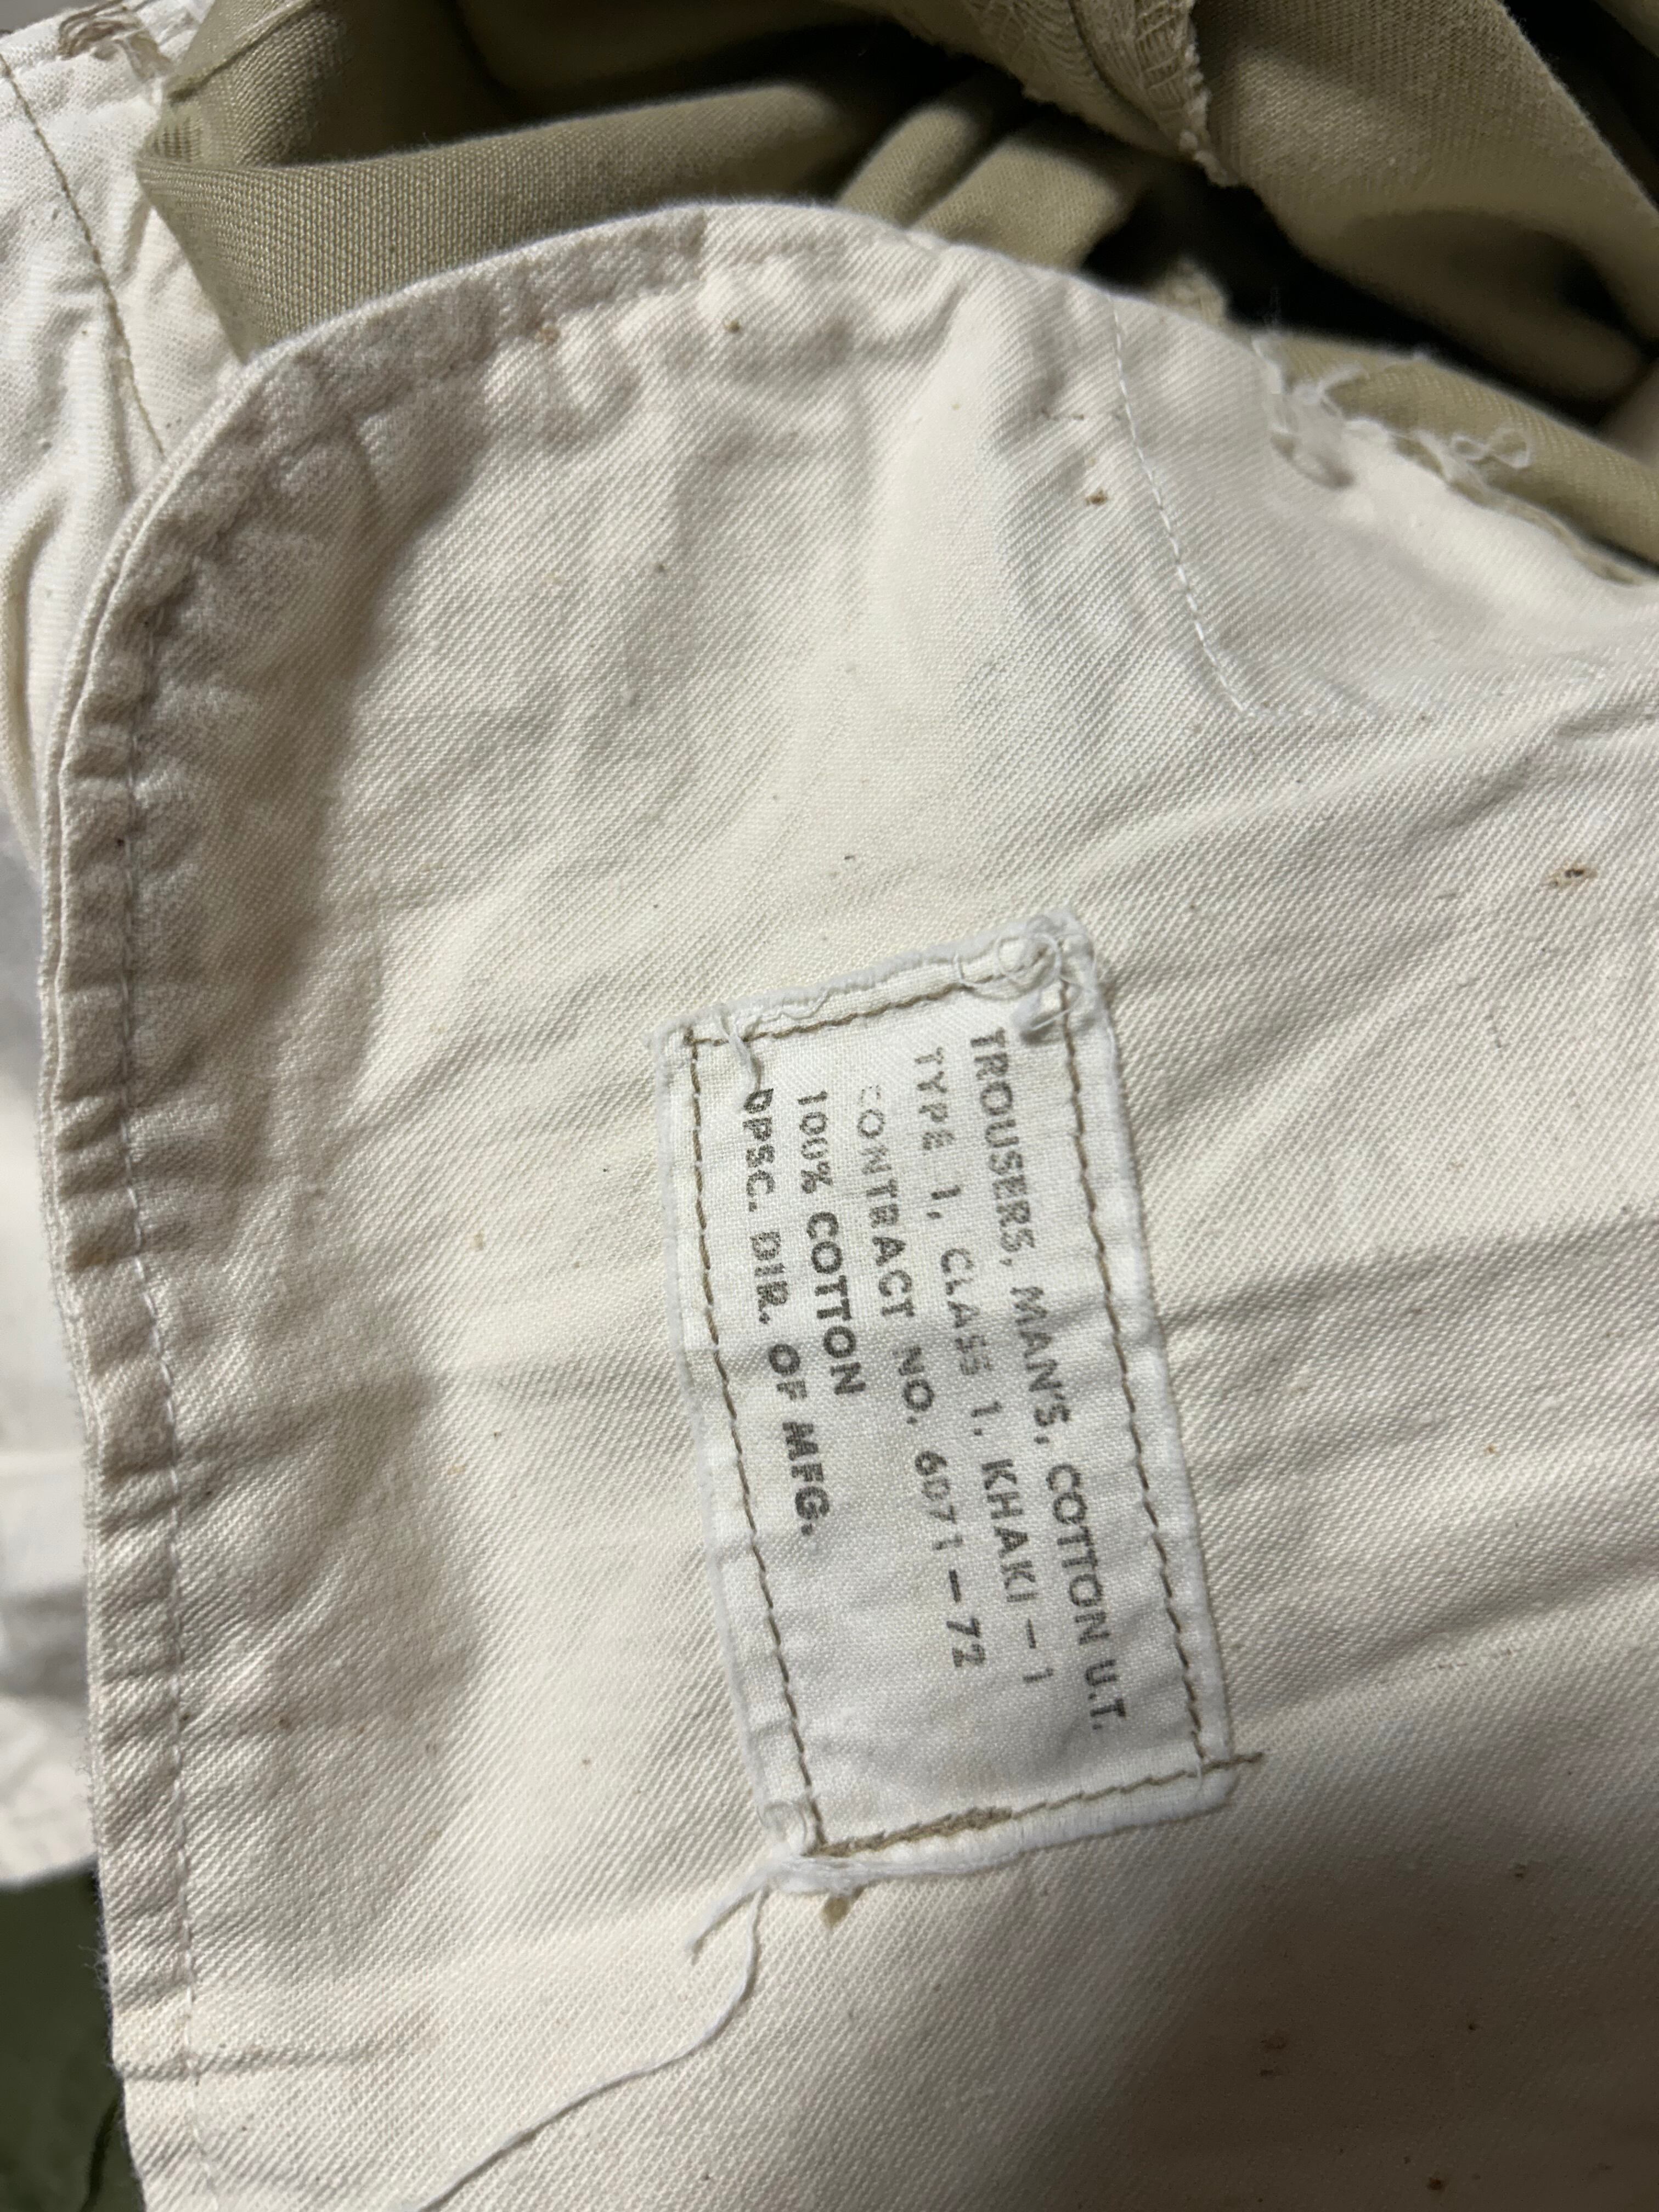 TROUSERS, MAN'S, COTTON U.T.
TYPE 1, CLASS 1, KHAKI – 1
CONTRACT NO. 6071 – 72
100% COTTON
DPSC. DIR. OF MFG.